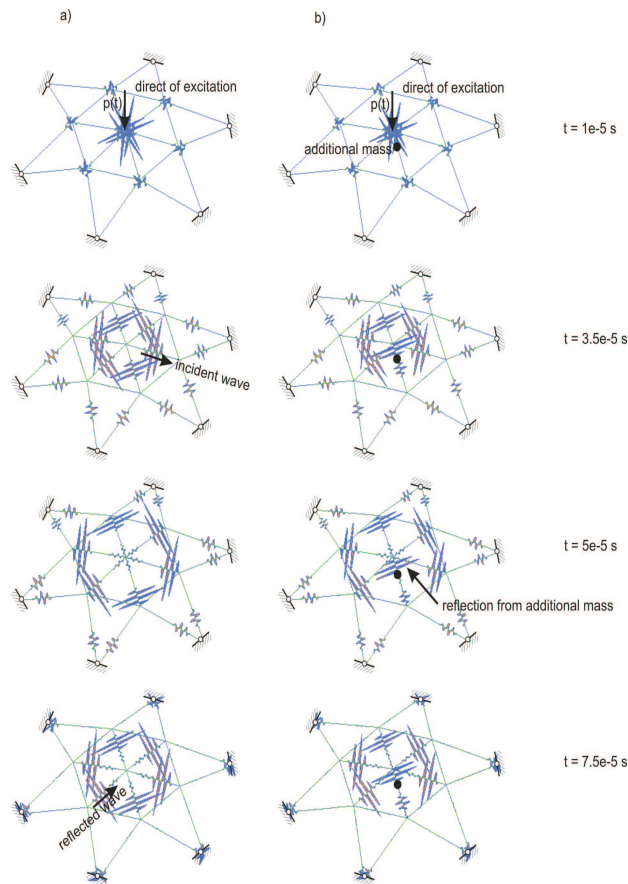 a)
b)
direct of excitation
p(t)
direct of excitation
p(t)
additional mass
t = 1e-5 s
incident wave
t = 3.5e-5 s
t = 5e-5 s
reflection from additional mass
reflected wave
t = 7.5e-5 s